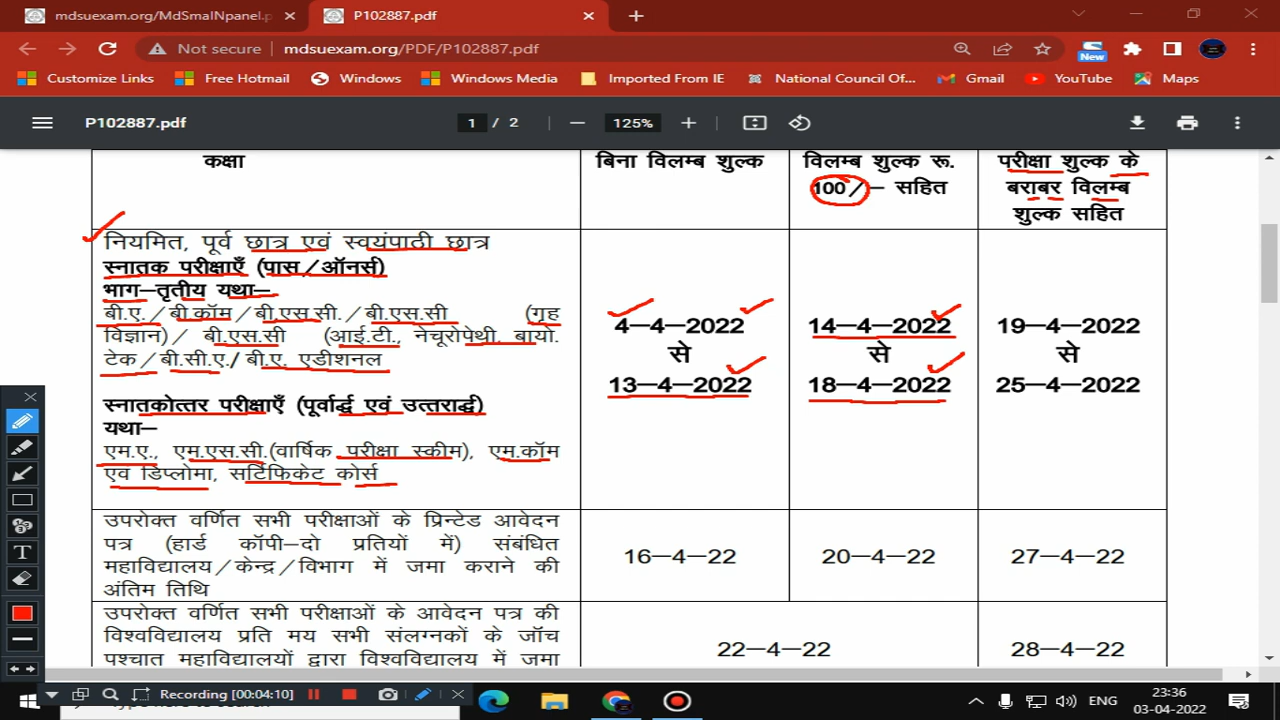 mdsuexam.org/MdSmalNpanel.p
P102887.pdf
Not secure
mdsuexam.org/PDF/P102887.pdf
New
Customize Links
Free Hotmail
Windows
Windows Media
Imported From IE
National Council Of...
Gmail
YouTube
Maps
P102887.pdf
1 / 2
125%
कक्षा
बिना विलम्ब शुल्क
विलम्ब शुल्क रू.
100/– सहित
परीक्षा शुल्क के
बराबर विलम्ब
शुल्क सहित
नियमित, पूर्व छात्र एवं स्वयंपाठी छात्र
स्नातक परीक्षाएँ (पास/ऑनर्स)
भाग–तृतीय यथा–
बी.ए./बी.कॉम/बी.एस.सी./बी.एस.सी (गृह
विज्ञान)/ बी.एस.सी (आई.टी., नेचूरोपेथी, बायो.
टेक/बी.सी.ए./बी.ए. एडीशनल
स्नातकोत्तर परीक्षाएँ (पूर्वार्द्ध एवं उत्तरार्द्ध)
यथा–
एम.ए., एम.एस.सी.(वार्षिक परीक्षा स्कीम), एम.कॉम
एव डिप्लोमा, सर्टिफिकेट कोर्स
4–4–2022
से
13–4–2022
14–4–2022
से
18–4–2022
19–4–2022
से
25–4–2022
उपरोक्त वर्णित सभी परीक्षाओं के प्रिन्टेड आवेदन
पत्र (हार्ड कॉपी–दो प्रतियों में) संबंधित
महाविद्यालय/केन्द्र/विभाग में जमा कराने की
अंतिम तिथि
16–4–22
20–4–22
27–4–22
उपरोक्त वर्णित सभी परीक्षाओं के आवेदन पत्र की
विश्वविद्यालय प्रति मय सभी संलग्नकों के जॉच
पश्चात महाविद्यालयों द्वारा विश्वविद्यालय में जमा
22–4–22
28–4–22
T
Recording [00:04:10]
ENG
23:36
03-04-2022